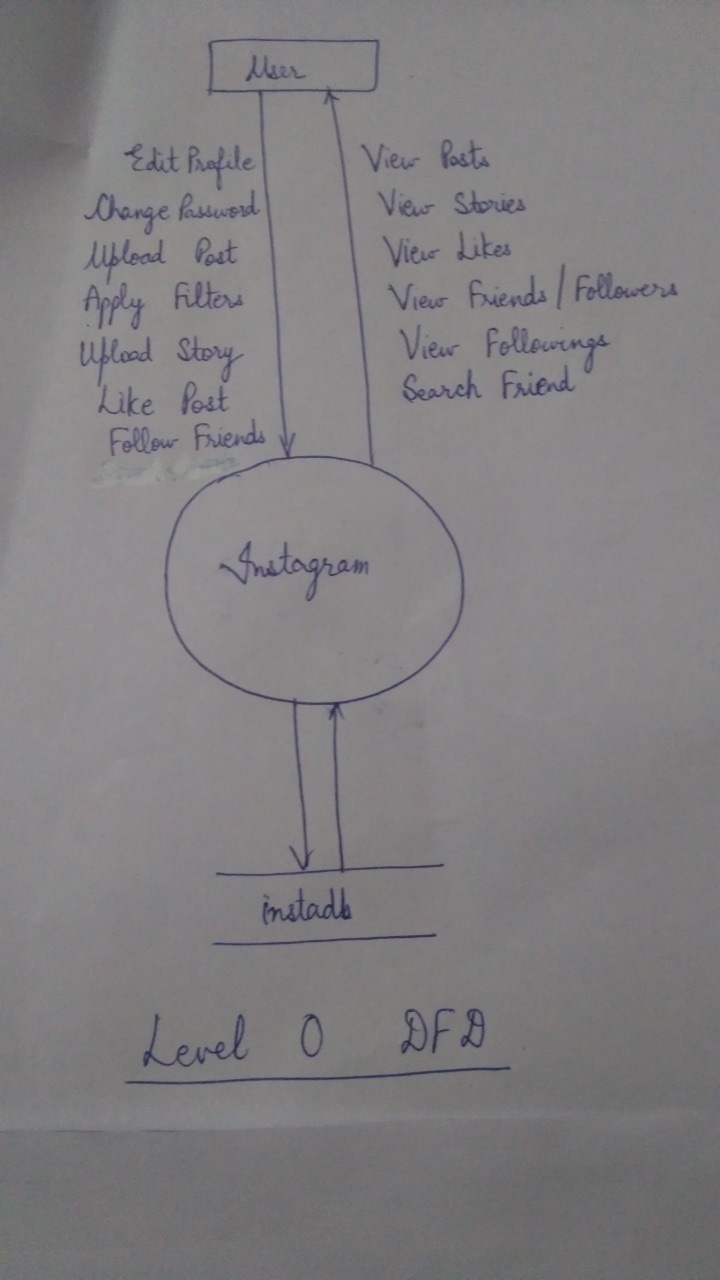 User
Edit Profile
Change Password
Upload Post
Apply Filters
Upload Story
Like Post
Follow Friends
View Posts
View Stories
View Likes
View Friends / Followers
View Followings
Search Friend
Instagram
instadb
Level 0 DFD